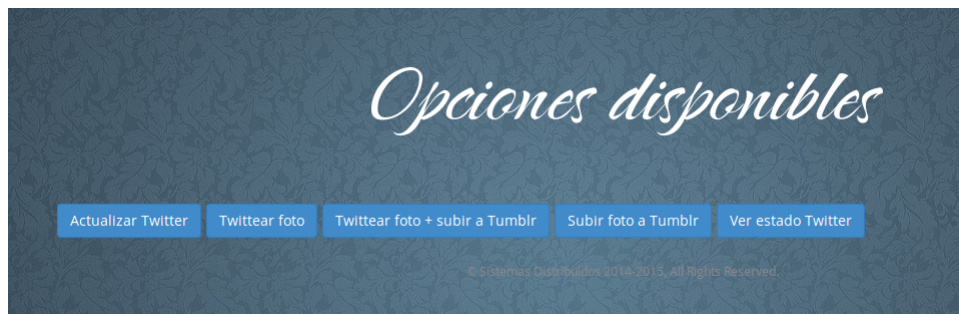 Opciones disponibles
Actualizar Twitter Twittear foto Twittear foto + subir a Tumblr Subir foto a Tumblr Ver estado Twitter
© Sistemas Distribuidos 2014-2015, All Rights Reserved.